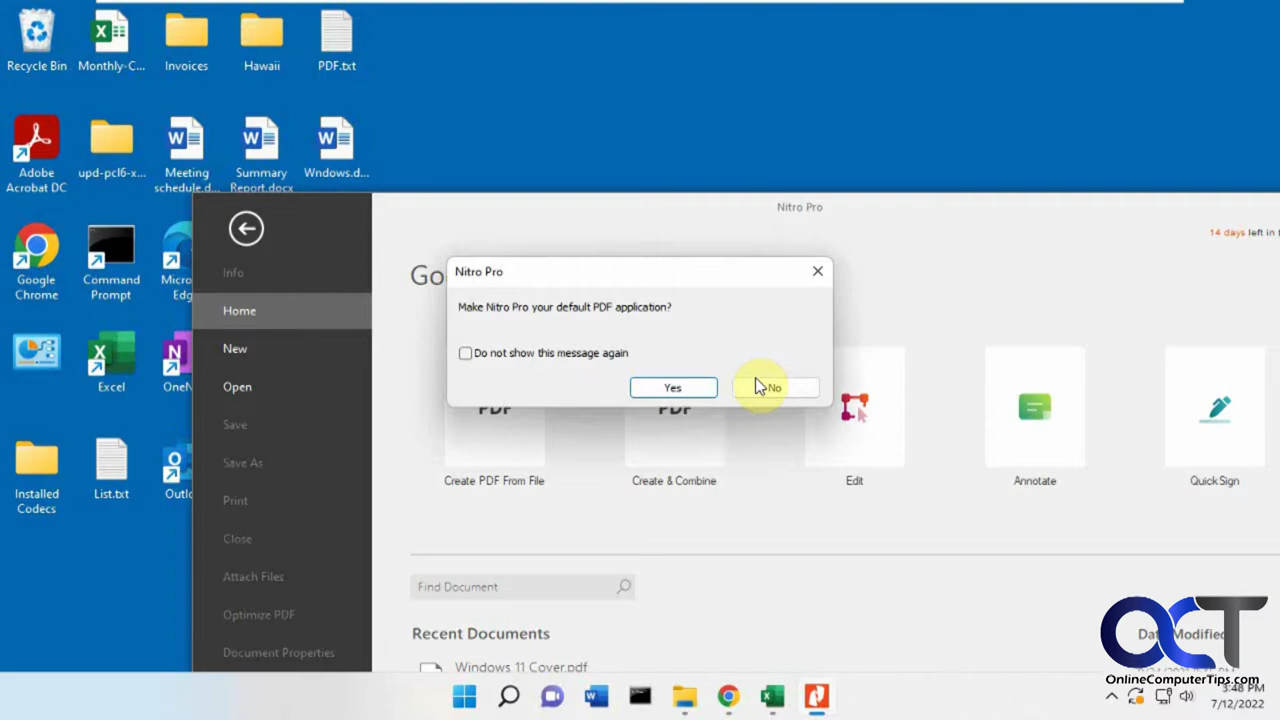 Recycle Bin
Monthly-C...
Invoices
Hawaii
PDF.txt
Adobe
Acrobat DC
upd-pcl6-x...
Meeting
schedule.d...
Summary
Report.docx
Wndows.d...
Google
Chrome
Command
Prompt
Micro
Edg
Excel
OneN
Installed
Codecs
List.txt
Outlo
Nitro Pro
14 days left in t
Info
Home
New
Open
Save
Save As
Print
Close
Attach Files
Optimize PDF
Document Properties
Go
Nitro Pro
Make Nitro Pro your default PDF application?
Do not show this message again
Yes
No
PDF
PDF
Create PDF From File
Create & Combine
Edit
Annotate
QuickSign
Find Document
Recent Documents
Date Modified
Windows 11 Cover.pdf
OCT
OnlineComputerTips.com
3:48 PM
7/12/2022